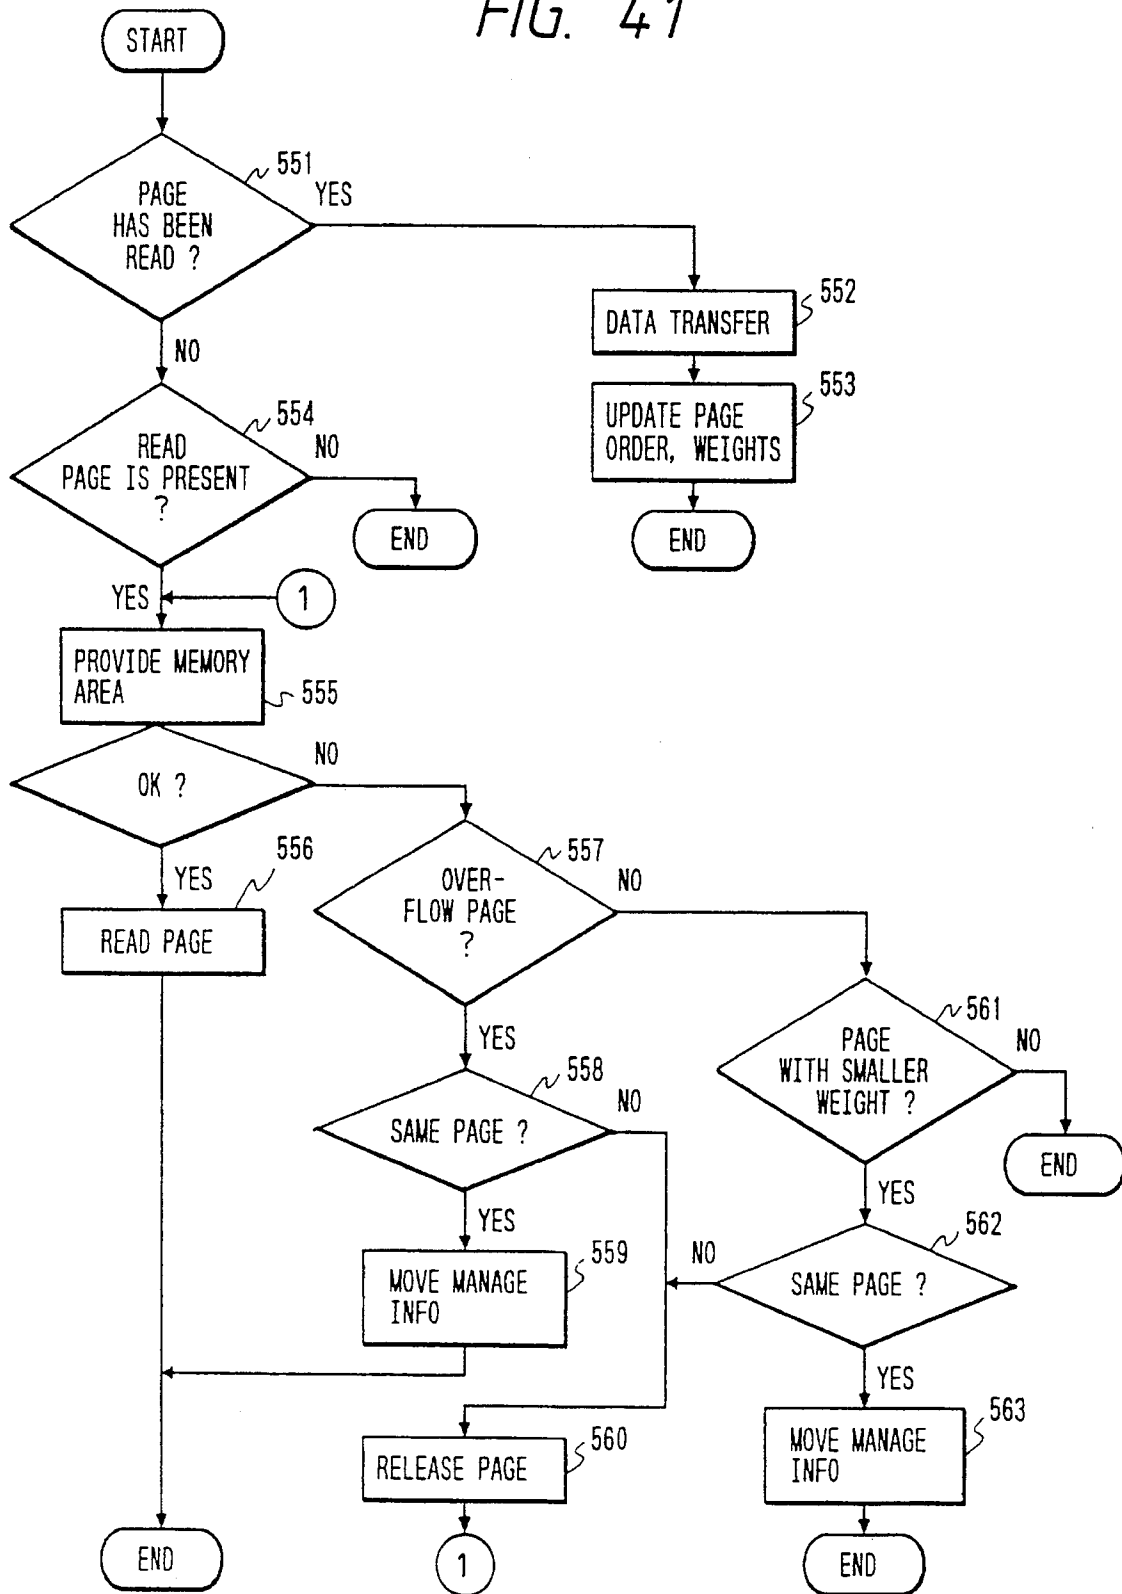 FIG. 41
START
551
PAGE
HAS BEEN
READ ?
YES
NO
552
DATA TRANSFER
553
UPDATE PAGE
ORDER, WEIGHTS
END
554
READ
PAGE IS PRESENT
?
NO
END
YES
1
PROVIDE MEMORY
AREA
555
OK ?
NO
YES
556
READ PAGE
557
OVER-
FLOW PAGE
?
NO
YES
558
SAME PAGE ?
NO
YES
559
MOVE MANAGE
INFO
560
RELEASE PAGE
1
561
PAGE
WITH SMALLER
WEIGHT ?
NO
END
YES
562
SAME PAGE ?
NO
YES
563
MOVE MANAGE
INFO
END
END